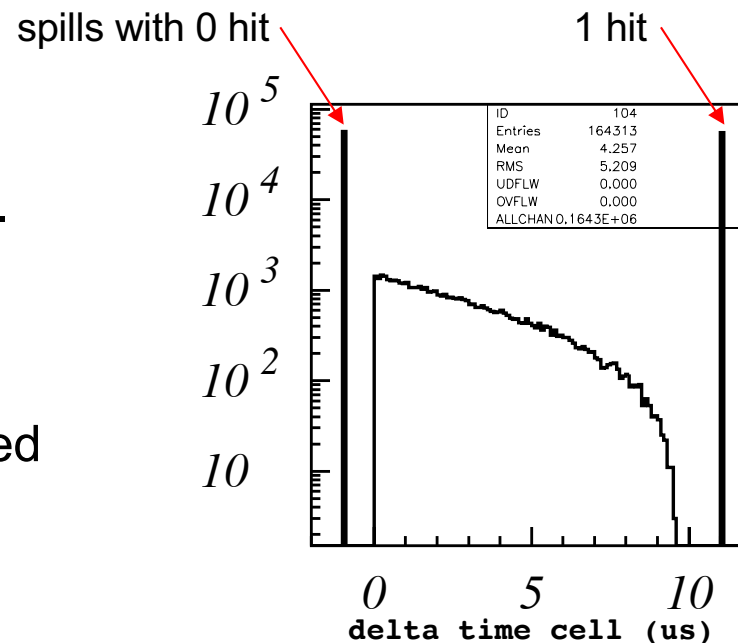 spills with 0 hit
1 hit
ID 104
Entries 164313
Mean 4.257
RMS 5.209
UDFLW 0.000
OVFLW 0.000
ALLCHAN 0.1643E+06
10 5
10 4
10 3
10 2
10
ed
0 5 10
delta time cell (us)